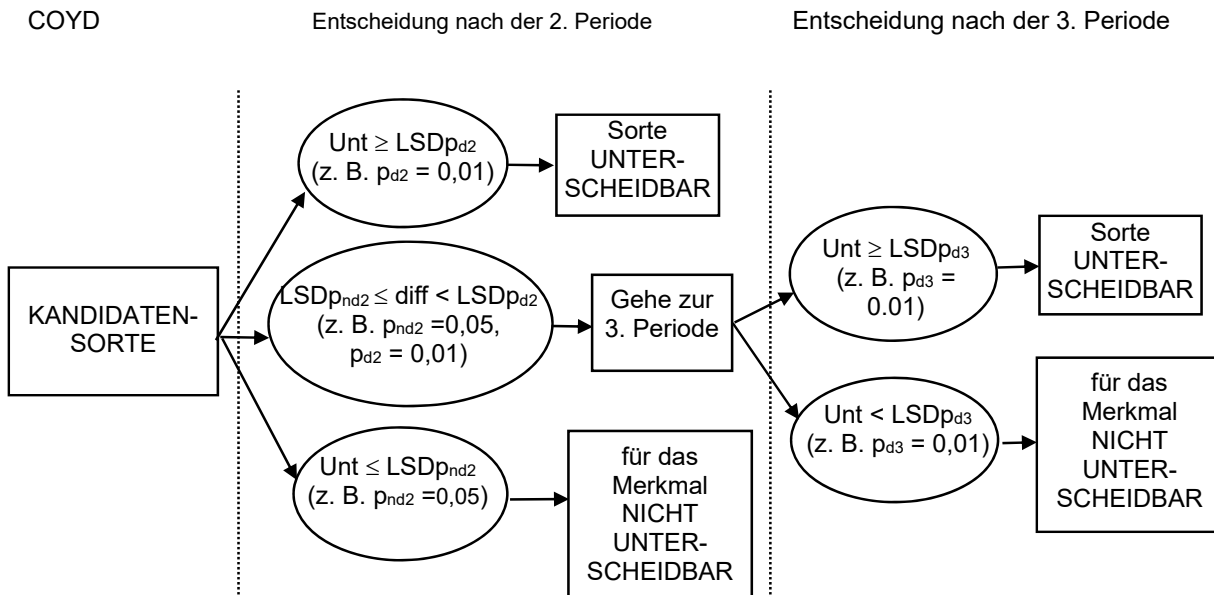 COYD
Entscheidung nach der 2. Periode
Entscheidung nach der 3. Periode
KANDIDATEN-
SORTE
Unt ≥ LSDpd2
(z. B. pd2 = 0,01)
Sorte
UNTER-
SCHEIDBAR
LSDpnd2 ≤ diff < LSDpd2
(z. B. pnd2 =0,05,
pd2 = 0,01)
Gehe zur
3. Periode
Unt ≤ LSDpnd2
(z. B. pnd2 =0,05)
für das
Merkmal
NICHT
UNTER-
SCHEIDBAR
Unt ≥ LSDpd3
(z. B. pd3 =
0.01)
Sorte
UNTER-
SCHEIDBAR
Unt < LSDpd3
(z. B. pd3 = 0,01)
für das
Merkmal
NICHT
UNTER-
SCHEIDBAR